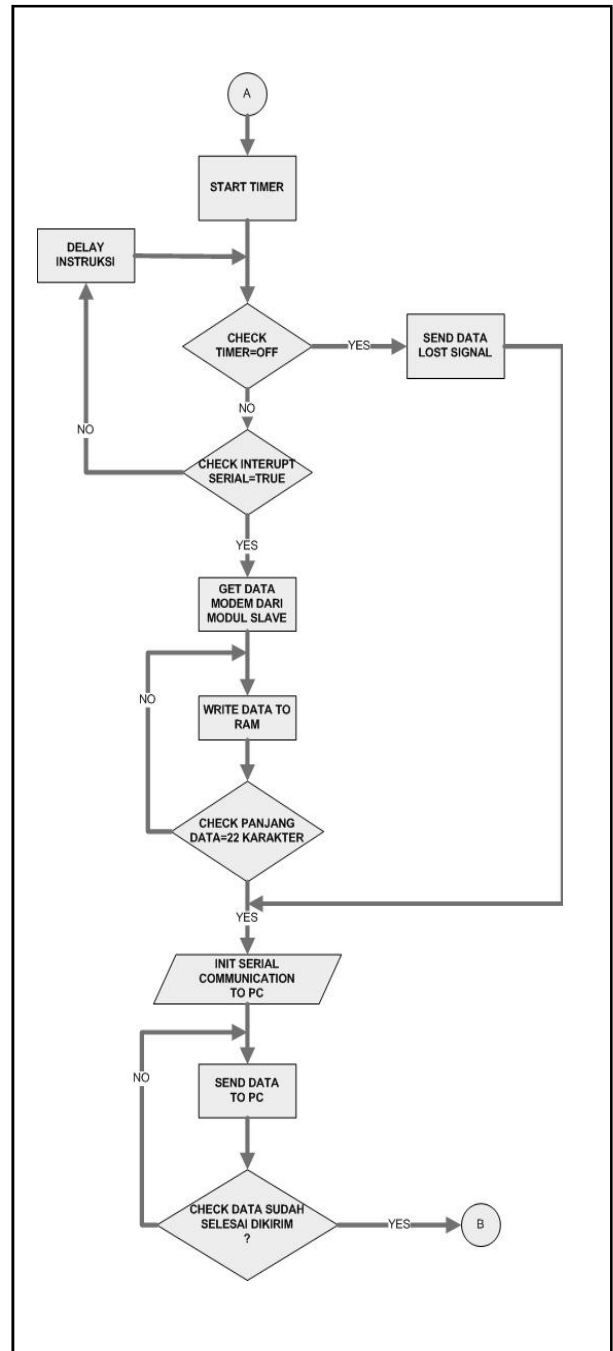 A
START TIMER
DELAY
INSTRUKSI
CHECK
TIMER=OFF
YES
SEND DATA
LOST SIGNAL
NO
NO
CHECK INTERUPT
SERIAL=TRUE
YES
GET DATA
MODEM DARI
MODUL SLAVE
NO
WRITE DATA TO
RAM
CHECK PANJANG
DATA=22 KARAKTER
YES
INIT SERIAL
COMMUNICATION
TO PC
NO
SEND DATA
TO PC
CHECK DATA SUDAH
SELESAI DIKIRIM
?
YES
B